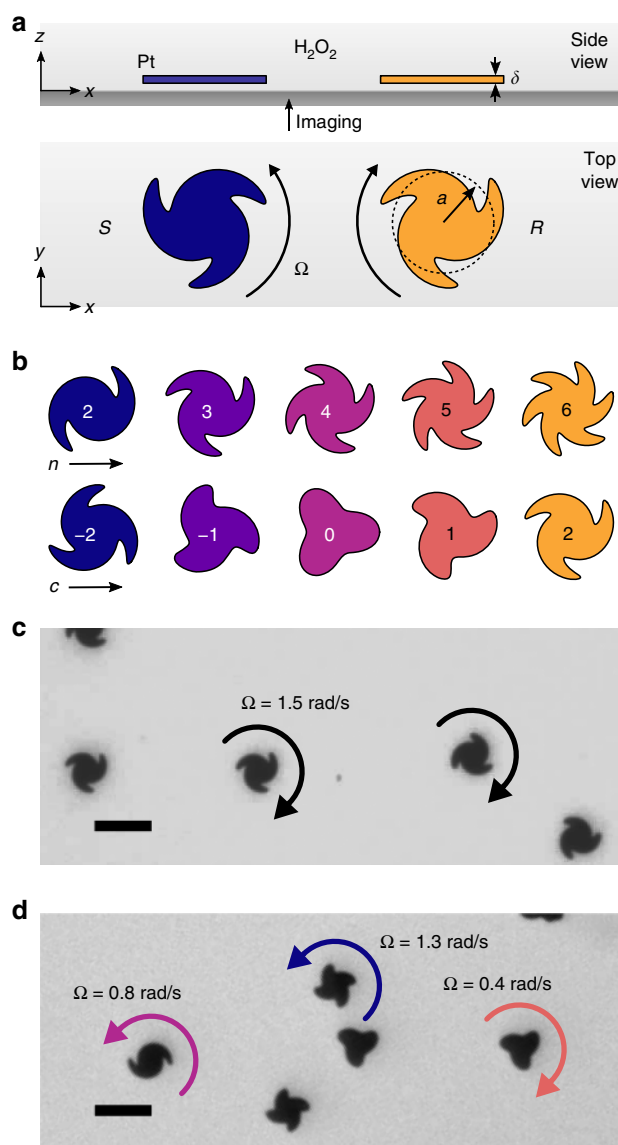 a
z
H2O2
Side view
Pt
x
δ
Imaging
Top view
S
a
R
y
Ω
x
b
2 3 4 5 6
n
−2 −1 0 1 2
c
c
Ω = 1.5 rad/s
d
Ω = 1.3 rad/s
Ω = 0.8 rad/s
Ω = 0.4 rad/s